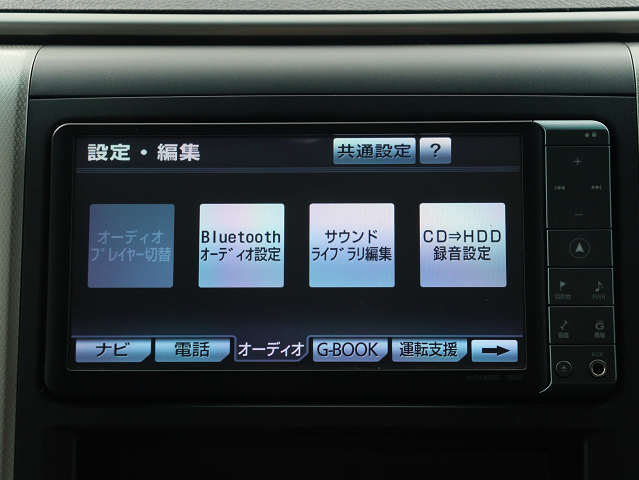 設定・編集
共通設定
?
オーディオ
プレイヤー切替
Bluetooth
オーディオ設定
サウンド
ライブラリ編集
CD⇒HDD
録音設定
ナビ
電話
オーディオ
G-BOOK
運転支援
+
-
PWR
AUX